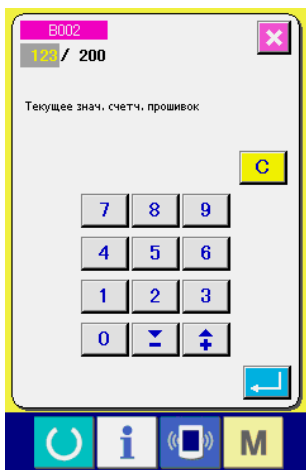 B002
123/ 200
Текущее знач. счетч. прошивок
C
7 8 9
4 5 6
1 2 3
0
i M